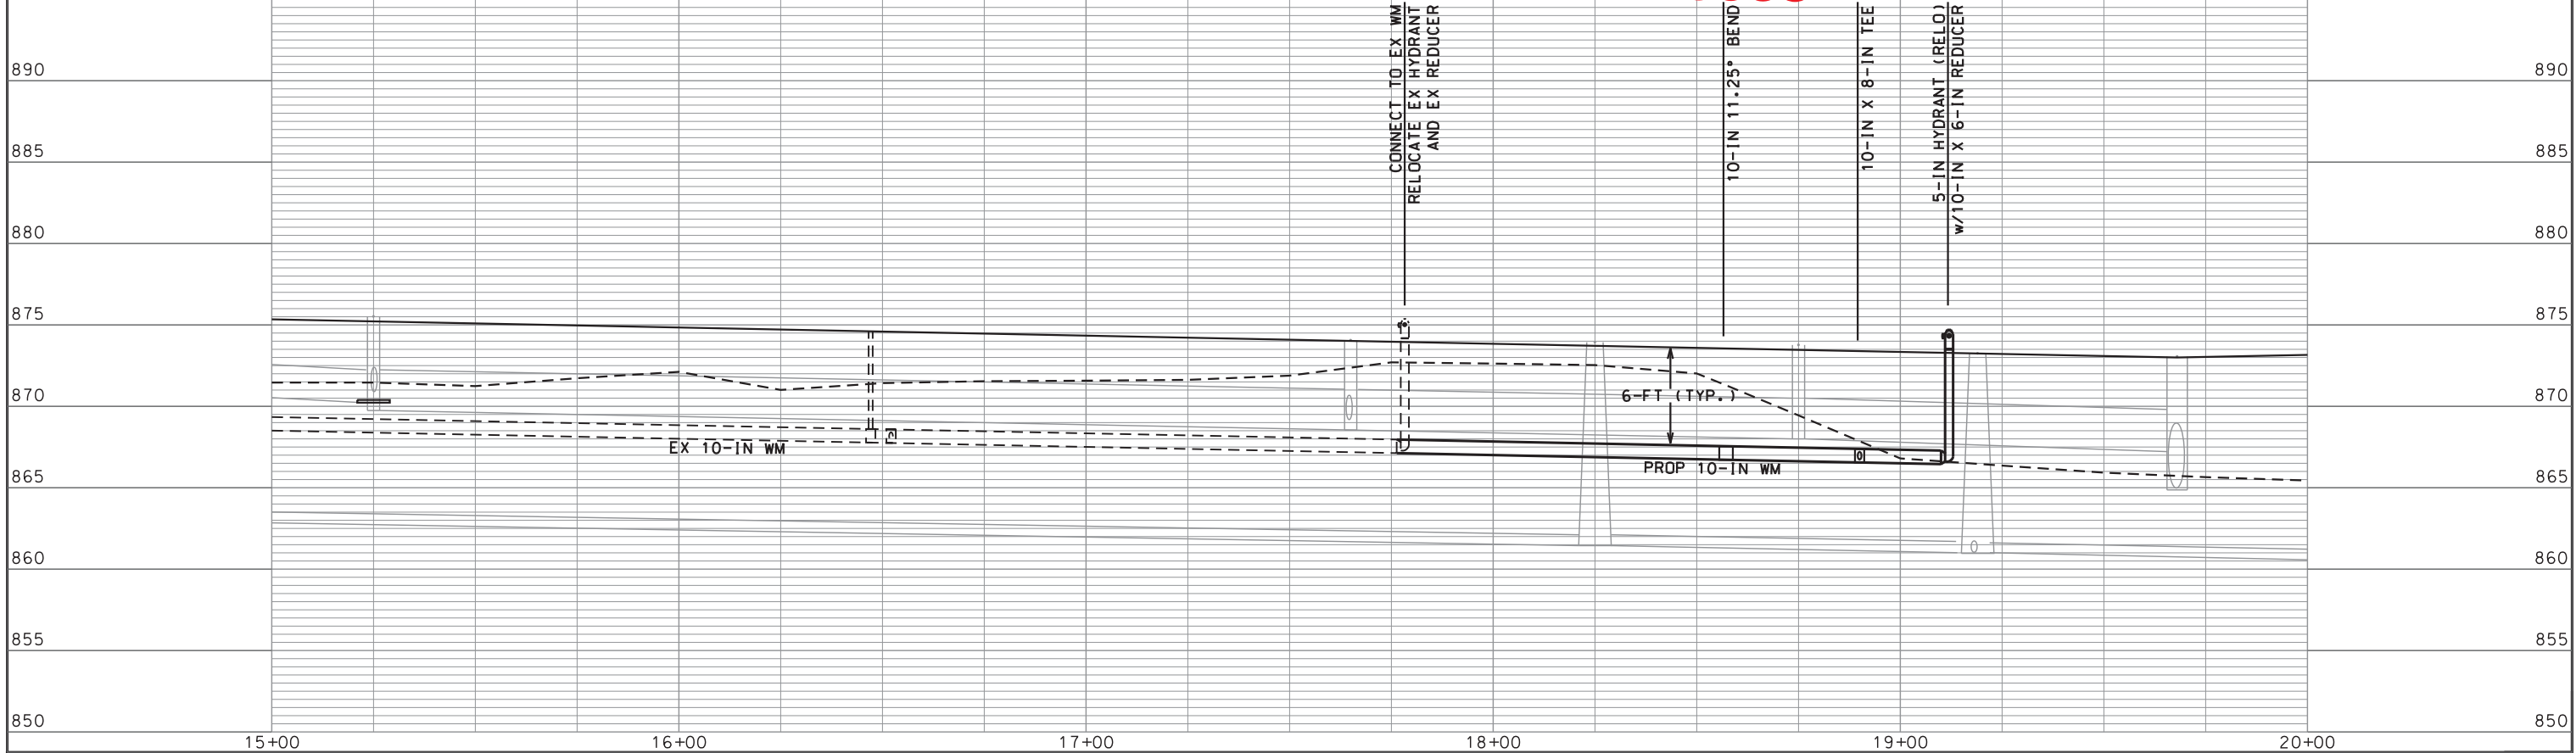 CONNECT TO EX WM
RELOCATE EX HYDRANT
AND EX REDUCER
10-IN 11.25° BEND
10-IN X 8-IN TEE
5-IN HYDRANT (RELO)
W/10-IN X 6-IN REDUCER
890 890
885 885
880 880
875 875
870 870
6-FT (TYP.)
EX 10-IN WM
PROP 10-IN WM
865 865
860 860
855 855
850 850
15+00 16+00 17+00 18+00 19+00 20+00